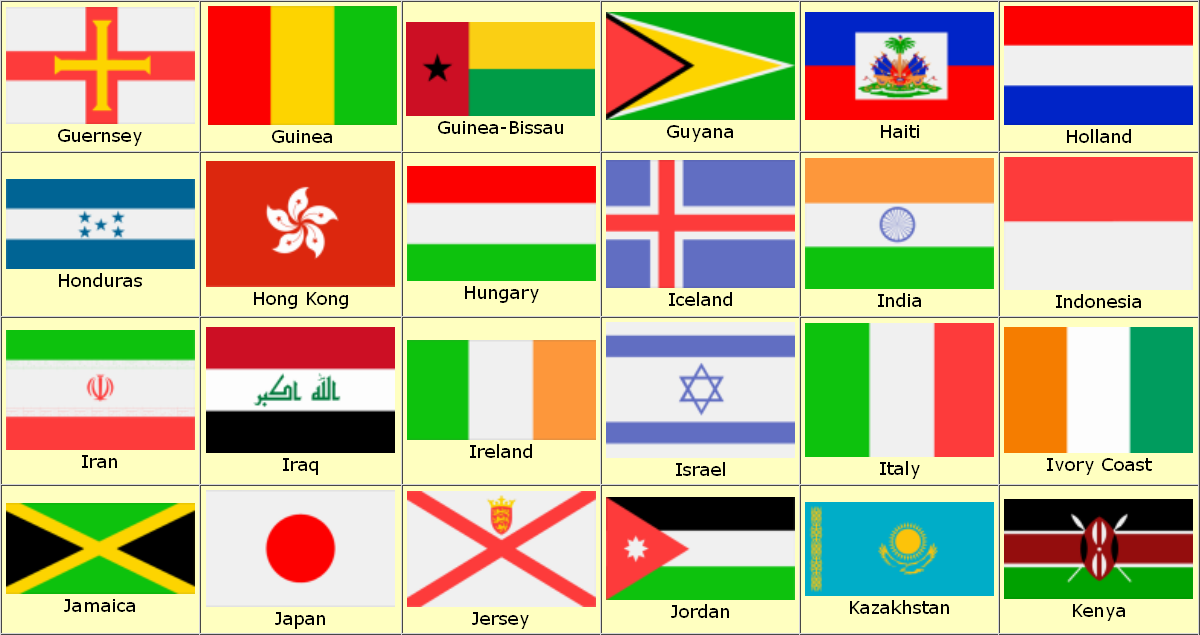 Guernsey
Guinea
Guinea-Bissau
Guyana
Haiti
Holland
Honduras
Hong Kong
Hungary
Iceland
India
Indonesia
الله اكبر
Iran
Iraq
Ireland
Israel
Italy
Ivory Coast
Jamaica
Japan
Jersey
Jordan
Kazakhstan
Kenya